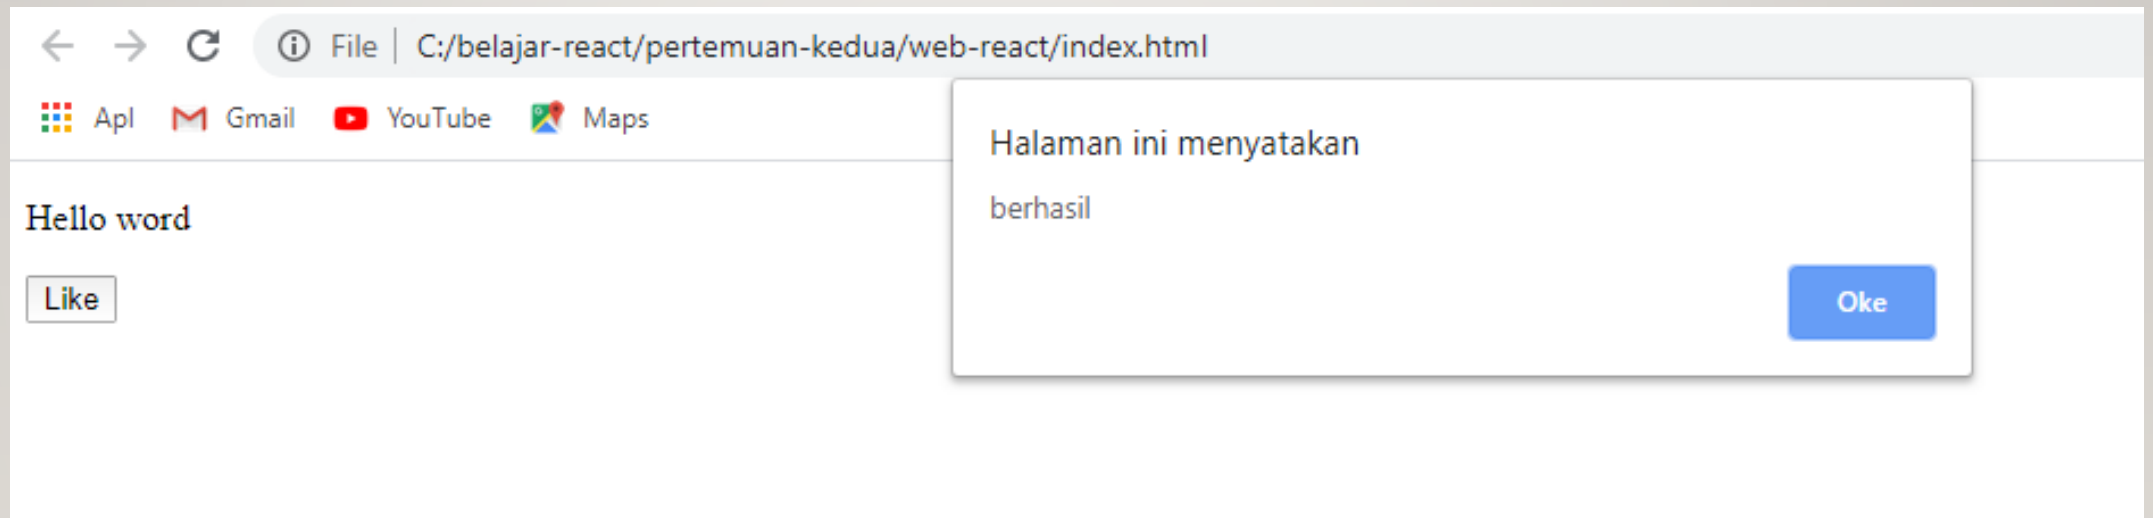 File | C:/belajar-react/pertemuan-kedua/web-react/index.html
Apl Gmail YouTube Maps
Halaman ini menyatakan
berhasil
Oke
Hello word
Like